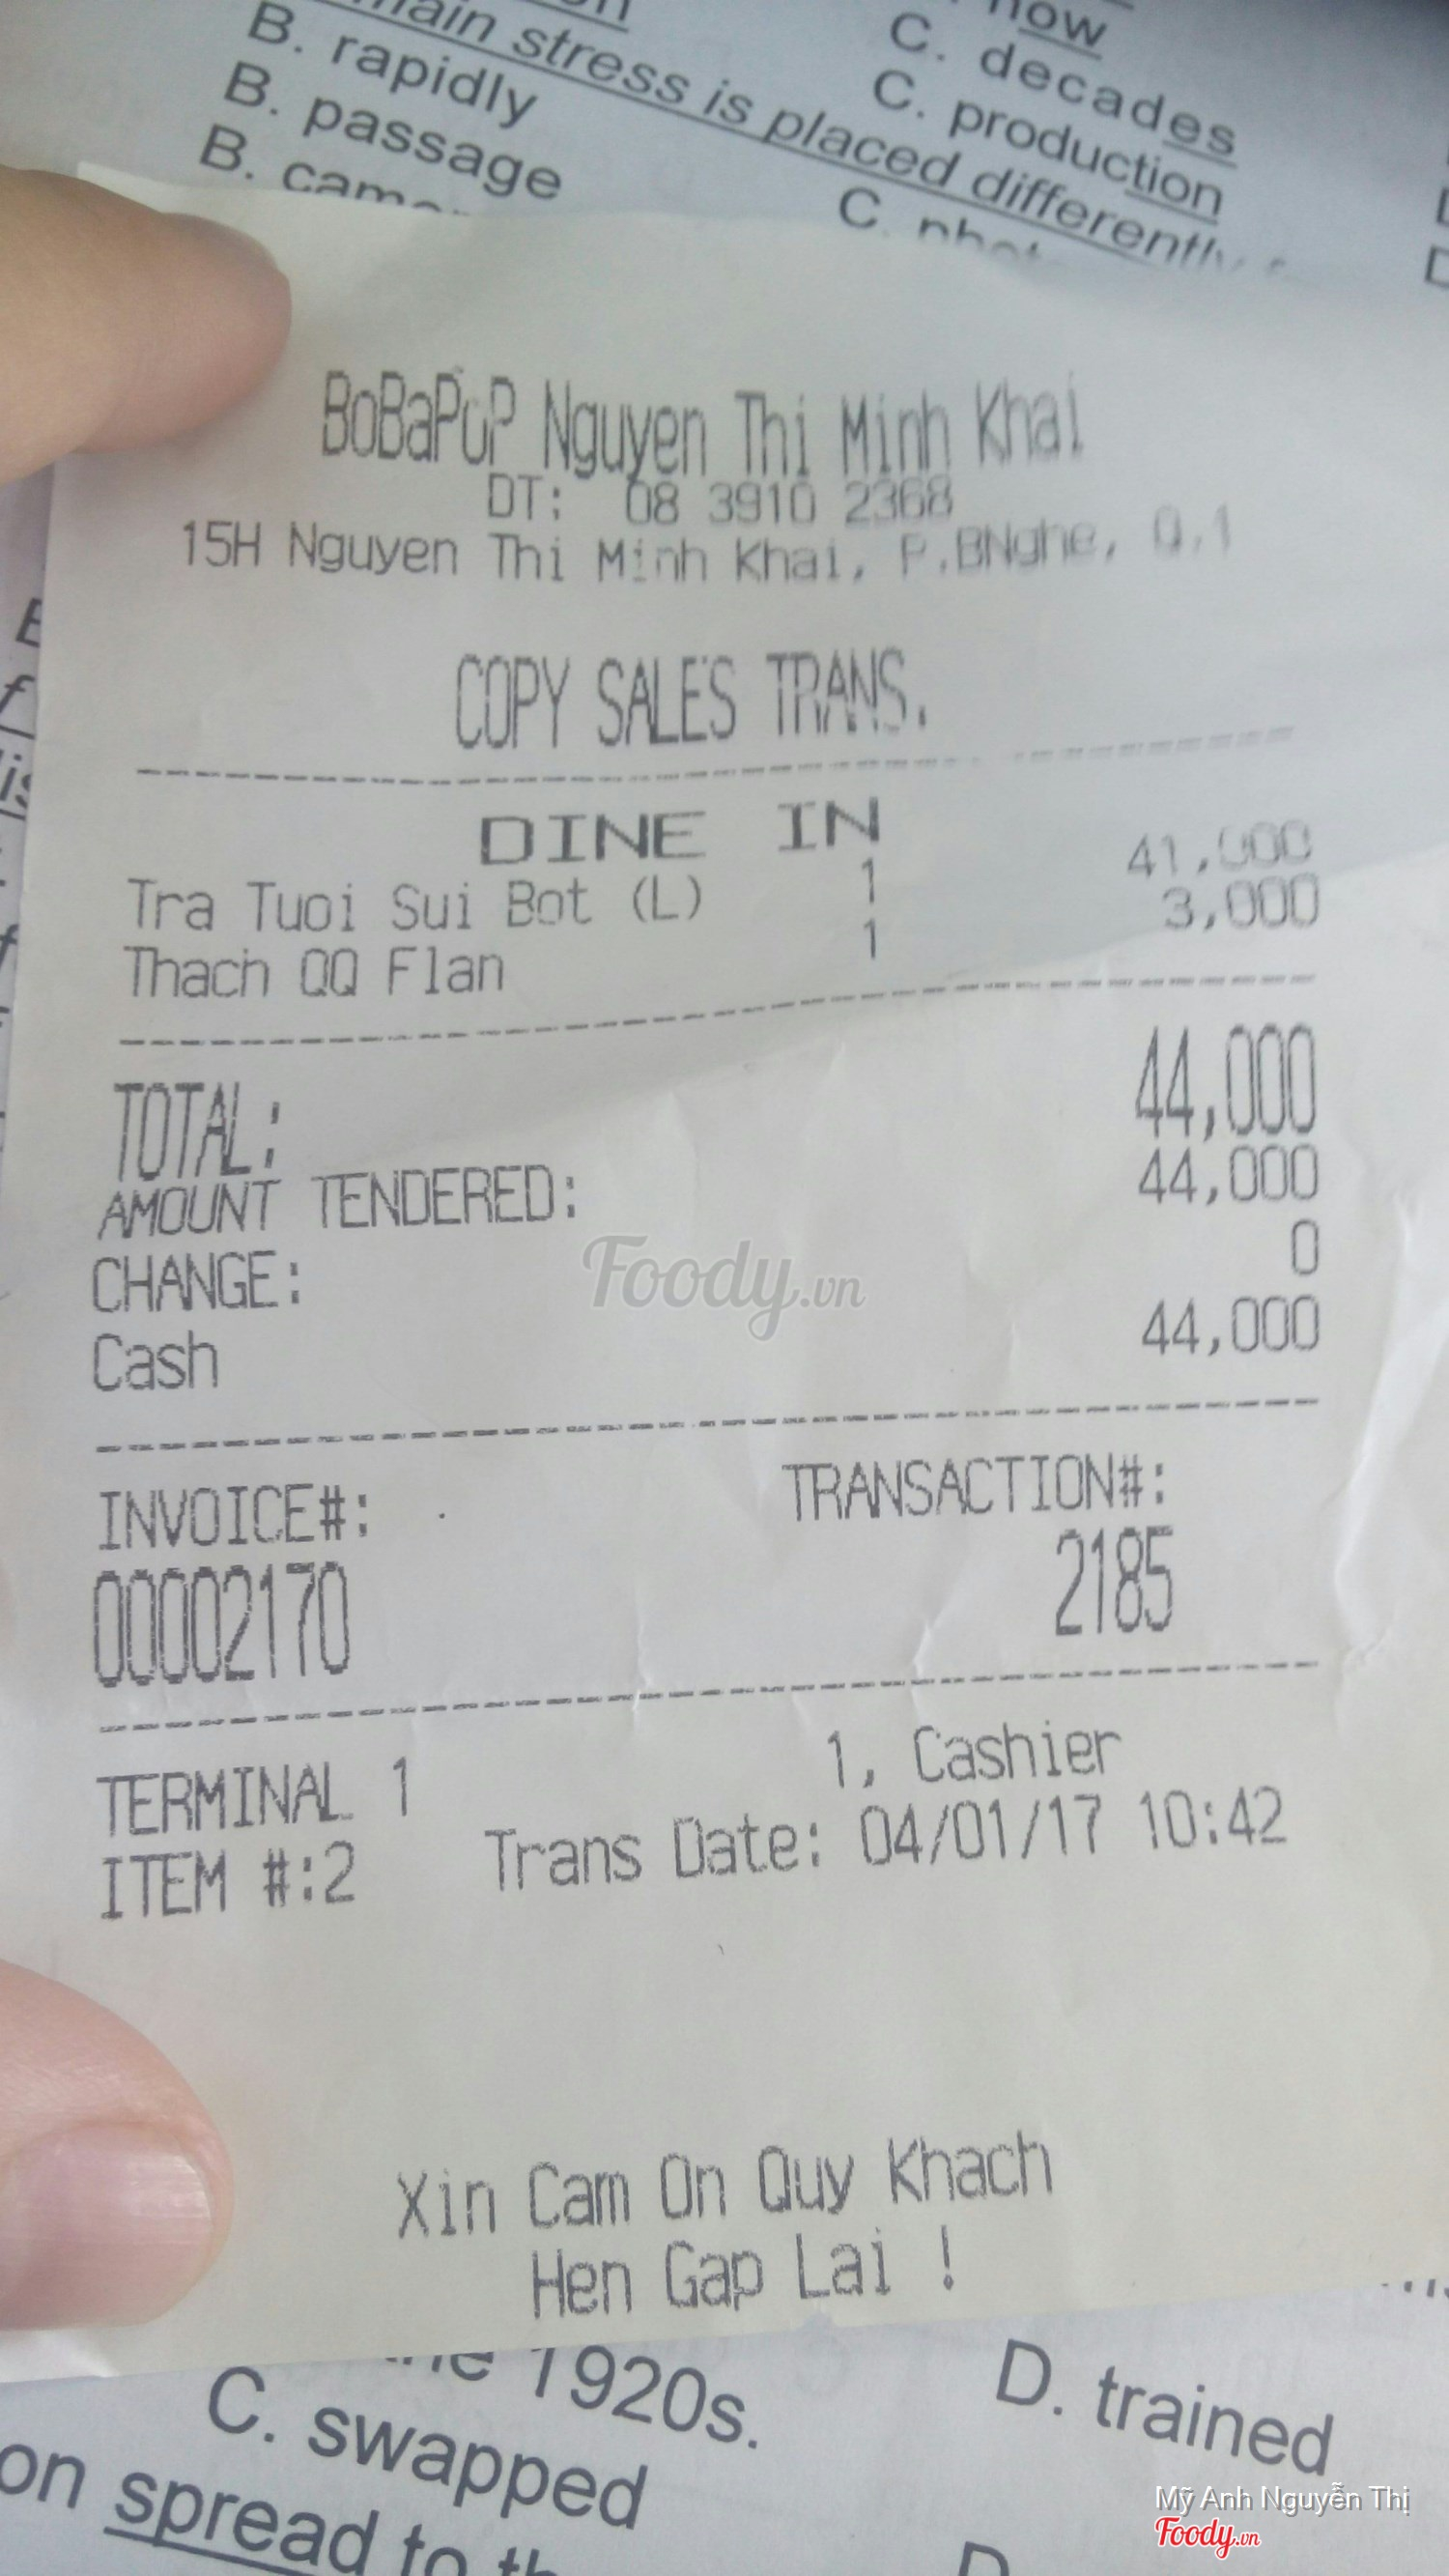 now
main stress is placed differently
B. rapidly
C. decades
B. passage
C. production
BoBaPoP Nguyen Thi Minh Khai
DT: 08 3910 2368
15H Nguyen Thi Minh Khai, P.BNghe, Q.1
COPY SALES TRANS.
DINE IN
Tra Tuoi Sui Bot (L) 1 41,000
Thach QQ Flan 1 3,000
TOTAL: 44,000
AMOUNT TENDERED: 44,000
CHANGE: 0
Cash 44,000
Foody.vn
INVOICE#: TRANSACTION#:
00002170 2185
TERMINAL 1 1, Cashier
ITEM #:2 Trans Date: 04/01/17 10:42
Xin Cam On Quy Khach
Hen Gap Lai !
1920s.
C. swapped
D. trained
on spread to
Mỹ Anh Nguyễn Thị
Foody.vn